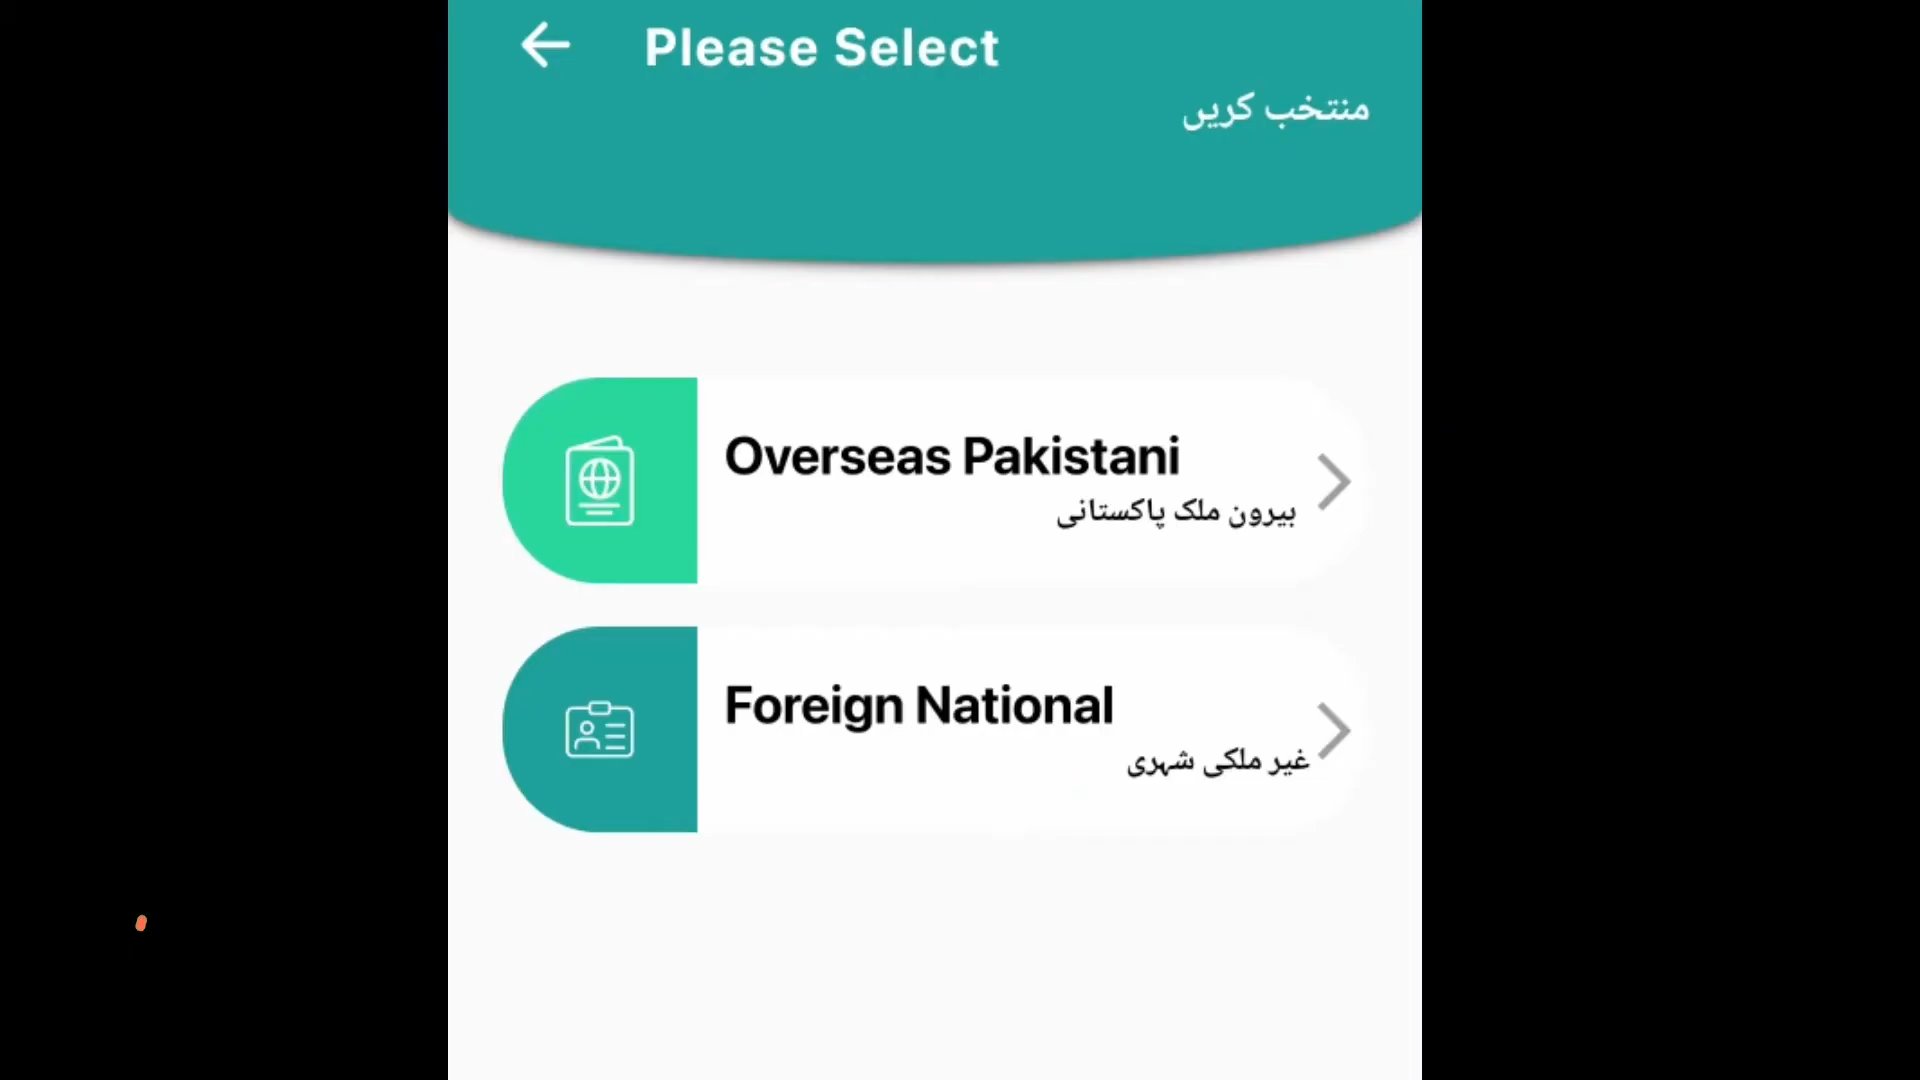 Please Select
منتخب کریں
Overseas Pakistani
بیرون ملک پاکستانی
Foreign National
غیر ملکی شہری